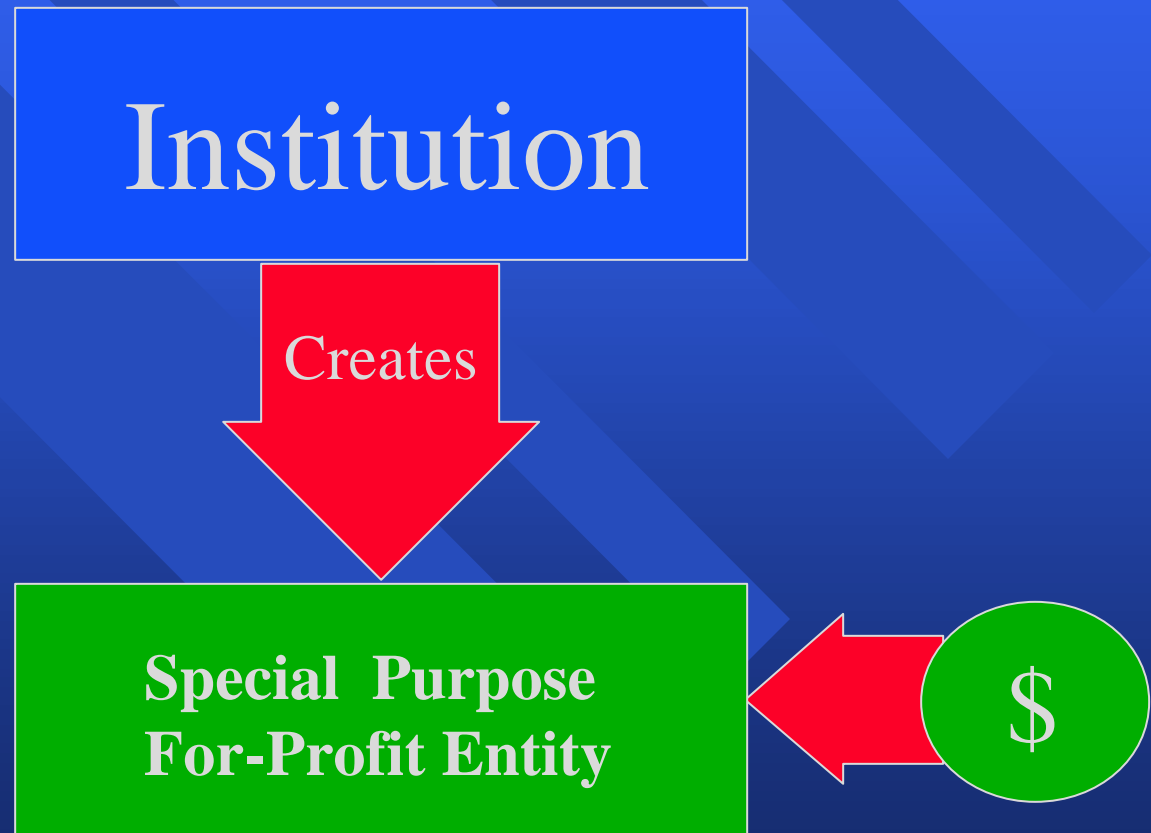 Institution
Creates
Special Purpose
For-Profit Entity
$